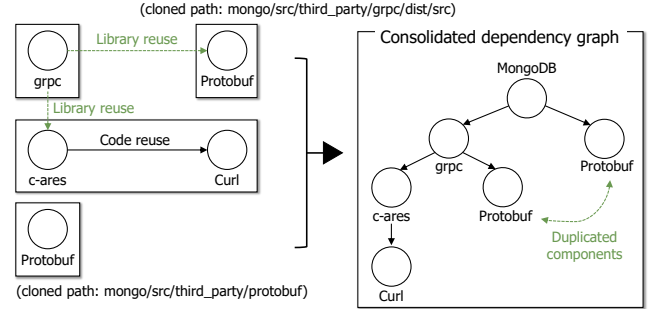 (cloned path: mongo/src/third_party/grpc/dist/src)
Library reuse
grpc
Protobuf
Library reuse
Code reuse
c-ares
Curl
Protobuf
(cloned path: mongo/src/third_party/protobuf)
Consolidated dependency graph
MongoDB
grpc
Protobuf
c-ares
Protobuf
Duplicated
components
Curl